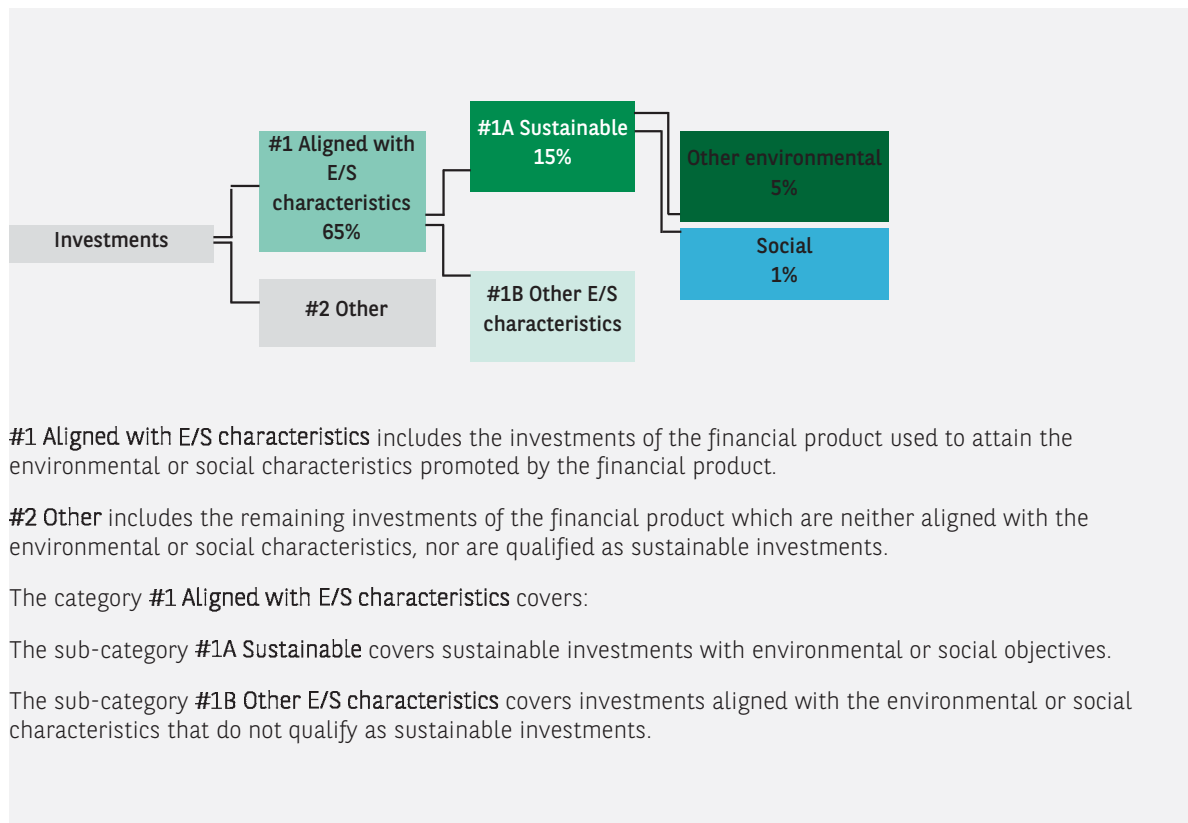 #1A Sustainable
15%
#1 Aligned with
E/S
characteristics
65%
Other environmental
5%
Investments
Social
1%
#2 Other
#1B Other E/S
characteristics
#1 Aligned with E/S characteristics includes the investments of the financial product used to attain the
environmental or social characteristics promoted by the financial product.
#2 Other includes the remaining investments of the financial product which are neither aligned with the
environmental or social characteristics, nor are qualified as sustainable investments.
The category #1 Aligned with E/S characteristics covers:
The sub-category #1A Sustainable covers sustainable investments with environmental or social objectives.
The sub-category #1B Other E/S characteristics covers investments aligned with the environmental or social
characteristics that do not qualify as sustainable investments.